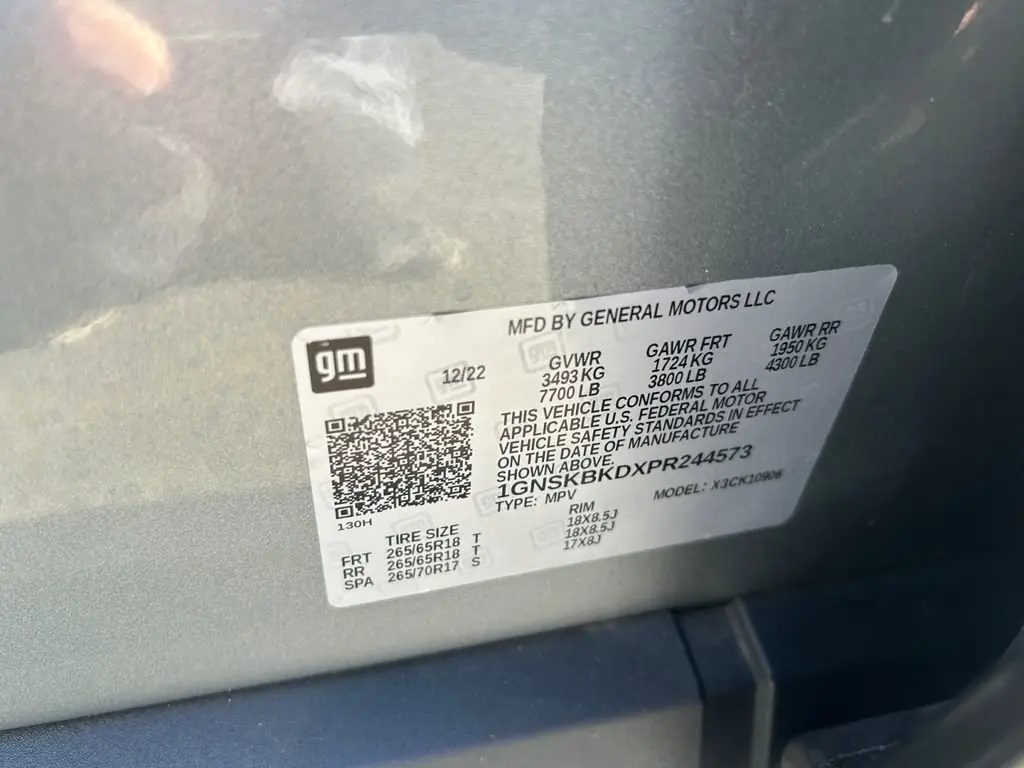 MFD BY GENERAL MOTORS LLC
gm
12/22
GVWR
3493 KG
7700 LB
GAWR FRT
1724 KG
3800 LB
GAWR RR
1950 KG
4300 LB
THIS VEHICLE CONFORMS TO ALL
APPLICABLE U.S. FEDERAL MOTOR
VEHICLE SAFETY STANDARDS IN EFFECT
ON THE DATE OF MANUFACTURE
SHOWN ABOVE.
1GNSKBKDXPR244573
TYPE: MPV
MODEL: X3CK10906
130H
TIRE SIZE
RIM
FRT 265/65R18 T 18X8.5J
RR 265/65R18 T 18X8.5J
SPA 265/70R17 S 17X8J